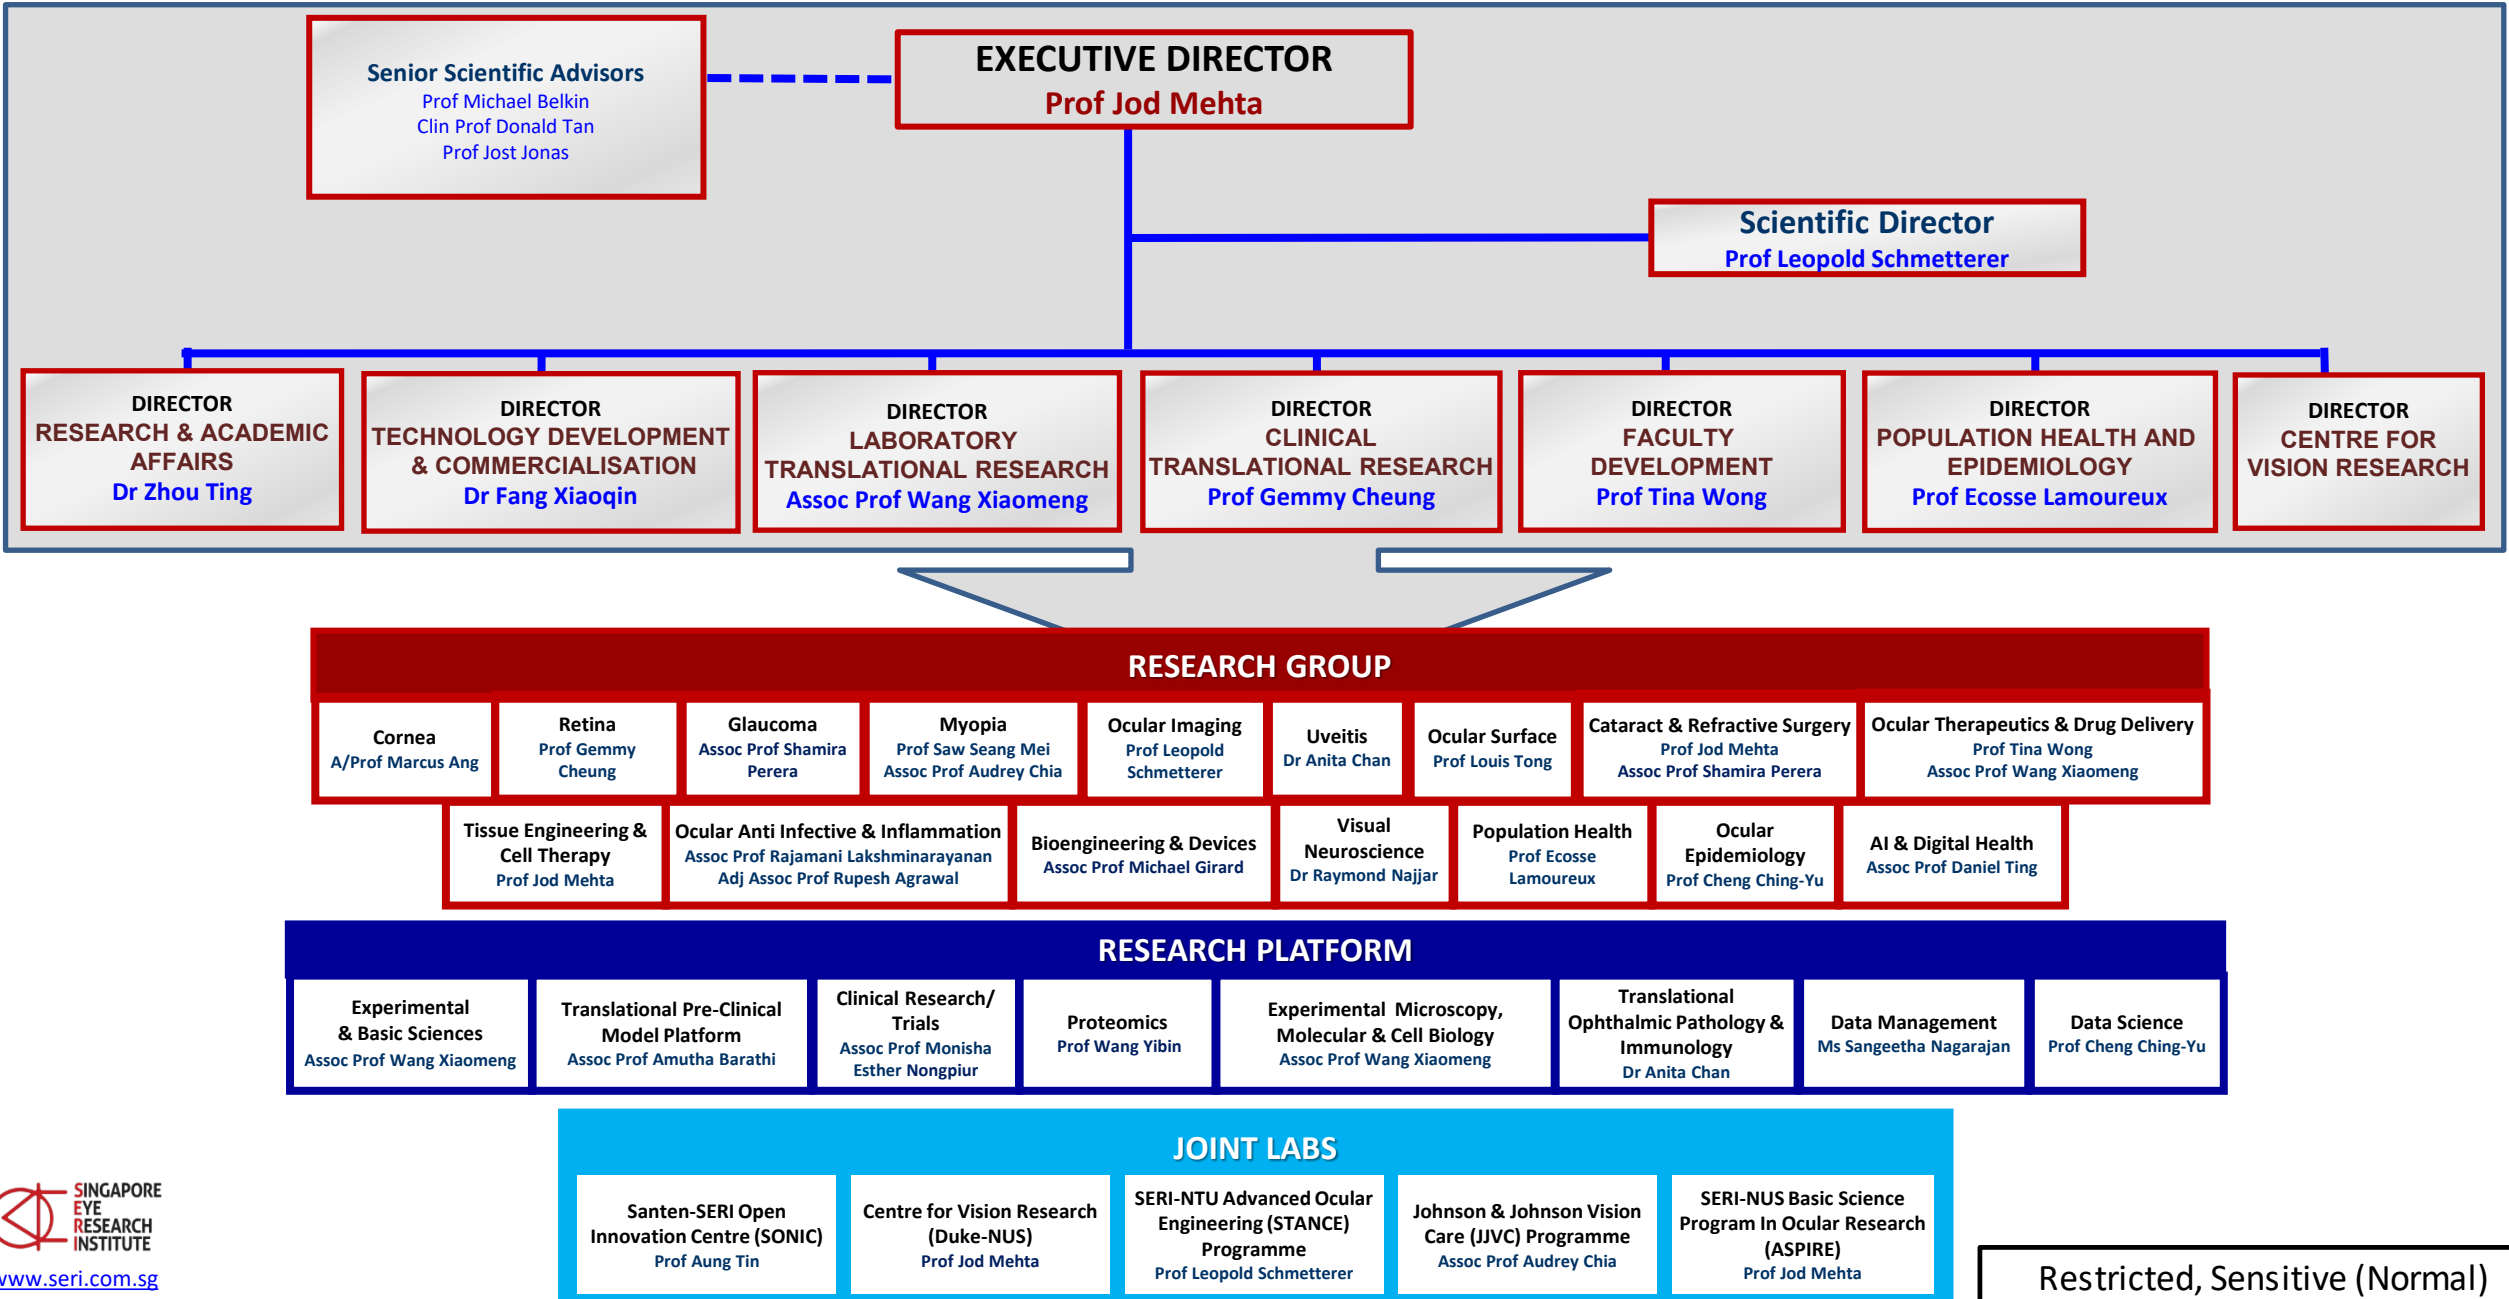 Senior Scientific Advisors
Prof Michael Belkin
Clin Prof Donald Tan
Prof Jost Jonas
EXECUTIVE DIRECTOR
Prof Jod Mehta
Scientific Director
Prof Leopold Schmetterer
DIRECTOR
RESEARCH & ACADEMIC
AFFAIRS
Dr Zhou Ting
DIRECTOR
TECHNOLOGY DEVELOPMENT
& COMMERCIALISATION
Dr Fang Xiaoqin
DIRECTOR
LABORATORY
TRANSLATIONAL RESEARCH
Assoc Prof Wang Xiaomeng
DIRECTOR
CLINICAL
TRANSLATIONAL RESEARCH
Prof Gemmy Cheung
DIRECTOR
FACULTY
DEVELOPMENT
Prof Tina Wong
DIRECTOR
POPULATION HEALTH AND
EPIDEMIOLOGY
Prof Ecosse Lamoureux
DIRECTOR
CENTRE FOR
VISION RESEARCH
RESEARCH GROUP
Cornea
A/Prof Marcus Ang
Retina
Prof Gemmy
Cheung
Glaucoma
Assoc Prof Shamira
Perera
Myopia
Prof Saw Seang Mei
Assoc Prof Audrey Chia
Ocular Imaging
Prof Leopold
Schmetterer
Uveitis
Dr Anita Chan
Ocular Surface
Prof Louis Tong
Cataract & Refractive Surgery
Prof Jod Mehta
Assoc Prof Shamira Perera
Ocular Therapeutics & Drug Delivery
Prof Tina Wong
Assoc Prof Wang Xiaomeng
Tissue Engineering &
Cell Therapy
Prof Jod Mehta
Ocular Anti Infective & Inflammation
Assoc Prof Rajamani Lakshminarayanan
Adj Assoc Prof Rupesh Agrawal
Bioengineering & Devices
Assoc Prof Michael Girard
Visual
Neuroscience
Dr Raymond Najjar
Population Health
Prof Ecosse
Lamoureux
Ocular
Epidemiology
Prof Cheng Ching-Yu
AI & Digital Health
Assoc Prof Daniel Ting
RESEARCH PLATFORM
Experimental
& Basic Sciences
Assoc Prof Wang Xiaomeng
Translational Pre-Clinical
Model Platform
Assoc Prof Amutha Barathi
Clinical Research/
Trials
Assoc Prof Monisha
Esther Nongpiur
Proteomics
Prof Wang Yibin
Experimental Microscopy,
Molecular & Cell Biology
Assoc Prof Wang Xiaomeng
Translational
Ophthalmic Pathology &
Immunology
Dr Anita Chan
Data Management
Ms Sangeetha Nagarajan
Data Science
Prof Cheng Ching-Yu
JOINT LABS
Santen-SERI Open
Innovation Centre (SONIC)
Prof Aung Tin
Centre for Vision Research
(Duke-NUS)
Prof Jod Mehta
SERI-NTU Advanced Ocular
Engineering (STANCE)
Programme
Prof Leopold Schmetterer
Johnson & Johnson Vision
Care (JJVC) Programme
Assoc Prof Audrey Chia
SERI-NUS Basic Science
Program In Ocular Research
(ASPIRE)
Prof Jod Mehta
SINGAPORE
EYE
RESEARCH
INSTITUTE
www.seri.com.sg
Restricted, Sensitive (Normal)